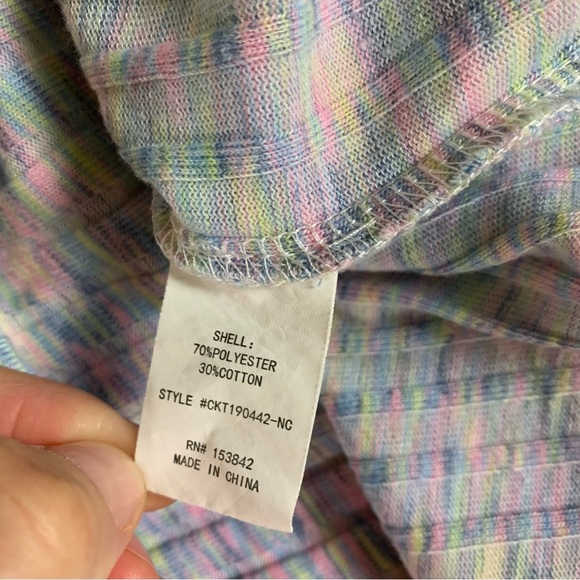 SHELL:
70%POLYESTER
30%COTTON
STYLE #CKT190442-NC
RN# 153842
MADE IN CHINA